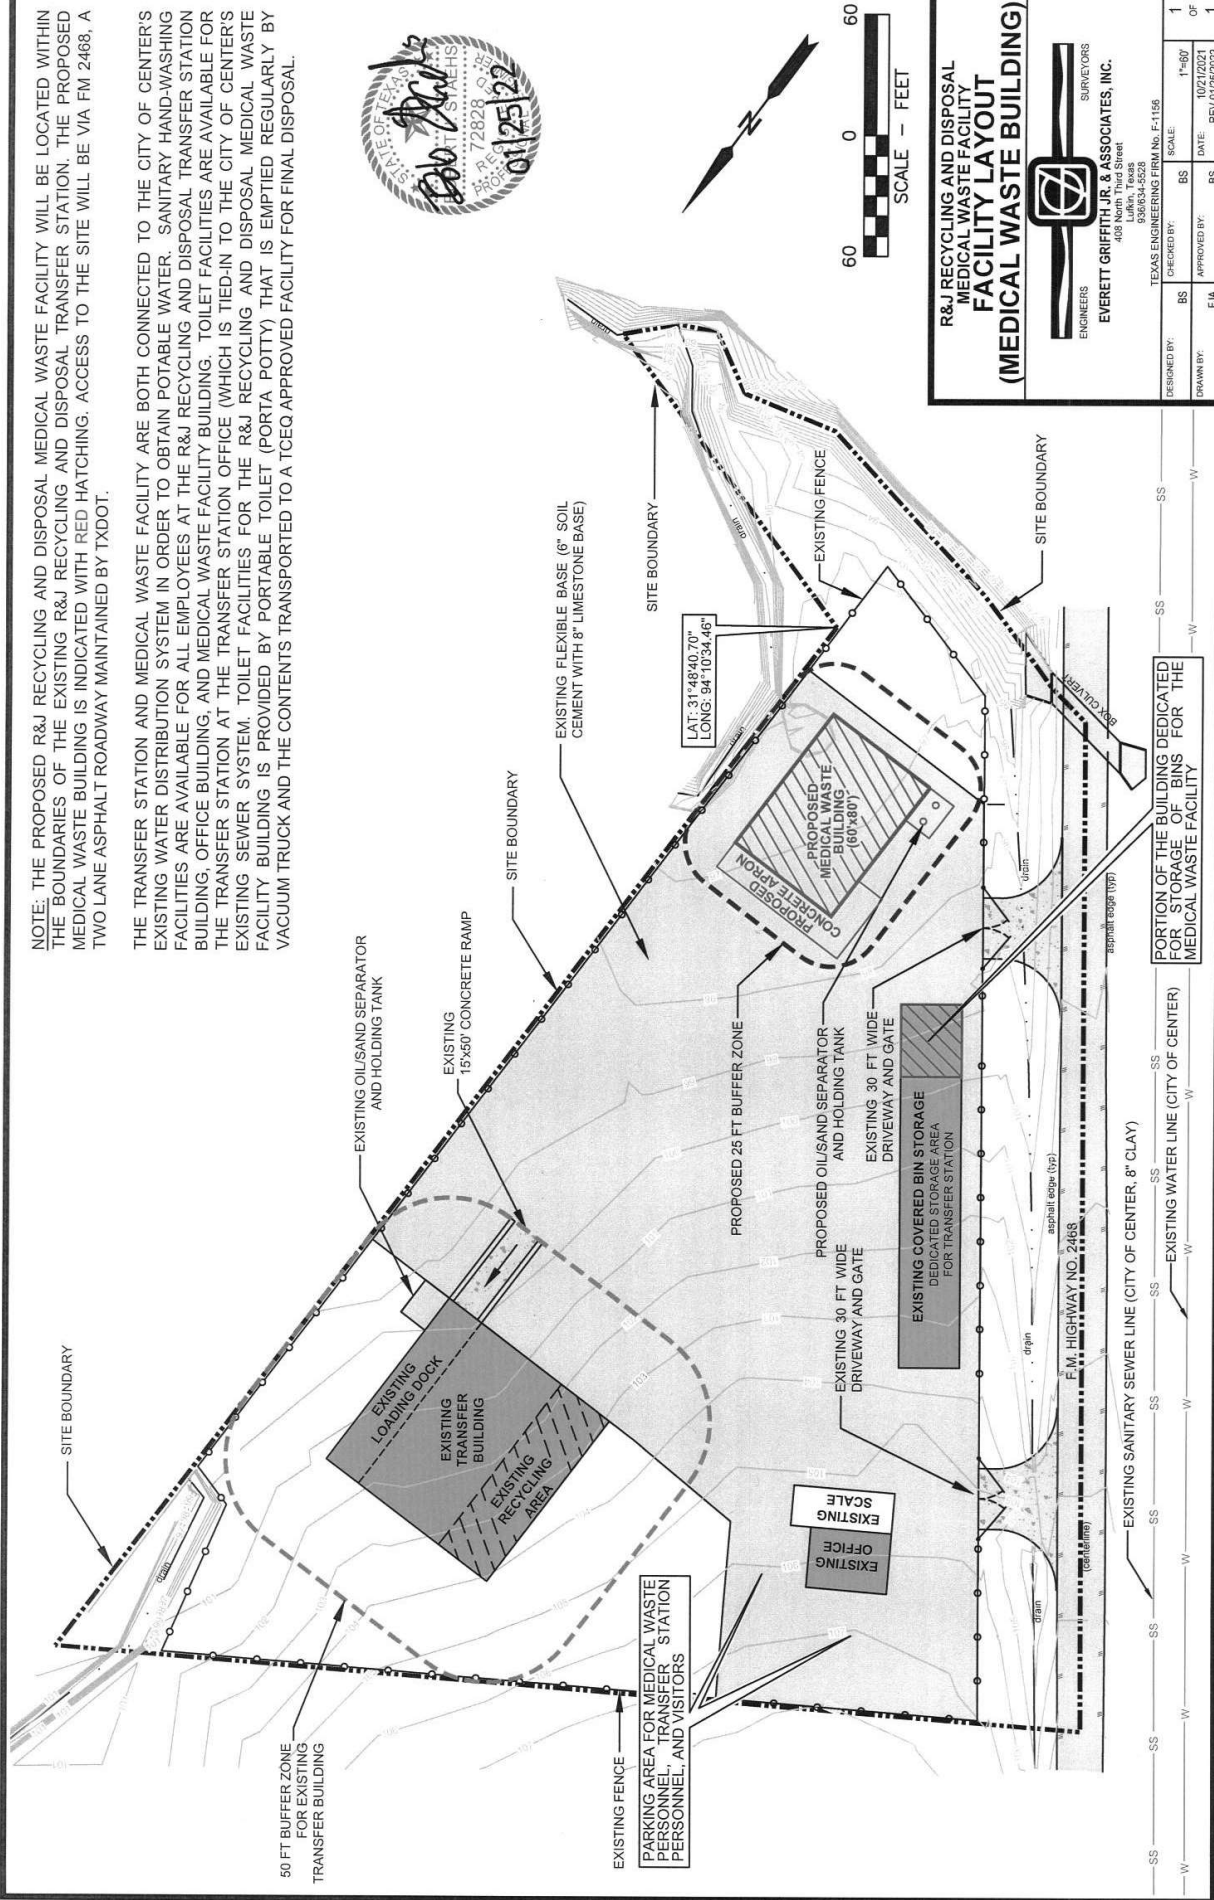 NOTE: THE PROPOSED R&J RECYCLING AND DISPOSAL MEDICAL WASTE FACILITY WILL BE LOCATED WITHIN
THE BOUNDARIES OF THE EXISTING R&J RECYCLING AND DISPOSAL TRANSFER STATION. THE PROPOSED
MEDICAL WASTE BUILDING IS INDICATED WITH RED HATCHING. ACCESS TO THE SITE WILL BE VIA FM 2468, A
TWO LANE ASPHALT ROADWAY MAINTAINED BY TXDOT.
THE TRANSFER STATION AND MEDICAL WASTE FACILITY ARE BOTH CONNECTED TO THE CITY OF CENTER'S
EXISTING WATER DISTRIBUTION SYSTEM IN ORDER TO OBTAIN POTABLE WATER. SANITARY HAND-WASHING
FACILITIES ARE AVAILABLE FOR ALL EMPLOYEES AT THE R&J RECYCLING AND DISPOSAL TRANSFER STATION
BUILDING, OFFICE BUILDING, AND MEDICAL WASTE FACILITY BUILDING. TOILET FACILITIES ARE AVAILABLE FOR
THE TRANSFER STATION AT THE TRANSFER STATION OFFICE (WHICH IS TIED-IN TO THE CITY OF CENTER'S
EXISTING SEWER SYSTEM. TOILET FACILITIES FOR THE R&J RECYCLING AND DISPOSAL MEDICAL WASTE
FACILITY BUILDING IS PROVIDED BY PORTABLE TOILET (PORTA POTTY) THAT IS EMPTIED REGULARLY BY
VACUUM TRUCK AND THE CONTENTS TRANSPORTED TO A TCEQ APPROVED FACILITY FOR FINAL DISPOSAL.
STATE OF TEXAS
STAEHS
72828
01/25/22
N
60 0 60
SCALE - FEET
SITE BOUNDARY
EXISTING OIL/SAND SEPARATOR
AND HOLDING TANK
EXISTING
15'x50' CONCRETE RAMP
SITE BOUNDARY
EXISTING FLEXIBLE BASE (6" SOIL
CEMENT WITH 8" LIMESTONE BASE)
SITE BOUNDARY
LAT: 31°48'40.70"
LONG: 94°10'34.46"
EXISTING FENCE
SITE BOUNDARY
drain
drain
drain
drain
EXISTING
LOADING DOCK
EXISTING
TRANSFER
BUILDING
EXISTING
RECYCLING
AREA
PROPOSED
MEDICAL WASTE
BUILDING
(60'x80')
PROPOSED
CONCRETE APRON
PROPOSED 25 FT BUFFER ZONE
PROPOSED OIL/SAND SEPARATOR
AND HOLDING TANK
EXISTING 30 FT WIDE
DRIVEWAY AND GATE
EXISTING 30 FT WIDE
DRIVEWAY AND GATE
EXISTING COVERED BIN STORAGE
DEDICATED STORAGE AREA
FOR TRANSFER STATION
EXISTING
SCALE
EXISTING
OFFICE
50 FT BUFFER ZONE
FOR EXISTING
TRANSFER BUILDING
EXISTING FENCE
PARKING AREA FOR MEDICAL WASTE
PERSONNEL, TRANSFER STATION
PERSONNEL, AND VISITORS
drain
drain
drain
asphalt edge (typ)
asphalt edge (typ)
BOX CULVERT
(centerline)
F.M. HIGHWAY NO. 2468
PORTION OF THE BUILDING DEDICATED
FOR STORAGE OF BINS FOR THE
MEDICAL WASTE FACILITY
EXISTING SANITARY SEWER LINE (CITY OF CENTER, 8" CLAY)
EXISTING WATER LINE (CITY OF CENTER)
R&J RECYCLING AND DISPOSAL
MEDICAL WASTE FACILITY
FACILITY LAYOUT
(MEDICAL WASTE BUILDING)
ENGINEERS SURVEYORS
EVERETT GRIFFITH JR. & ASSOCIATES, INC.
408 North Third Street
Lufkin, Texas
936/634-5528
TEXAS ENGINEERING FIRM No. F-1156
DESIGNED BY: BS CHECKED BY: BS SCALE: 1"=60' 1
OF
DRAWN BY: EJA APPROVED BY: BS DATE: 10/21/2021 1